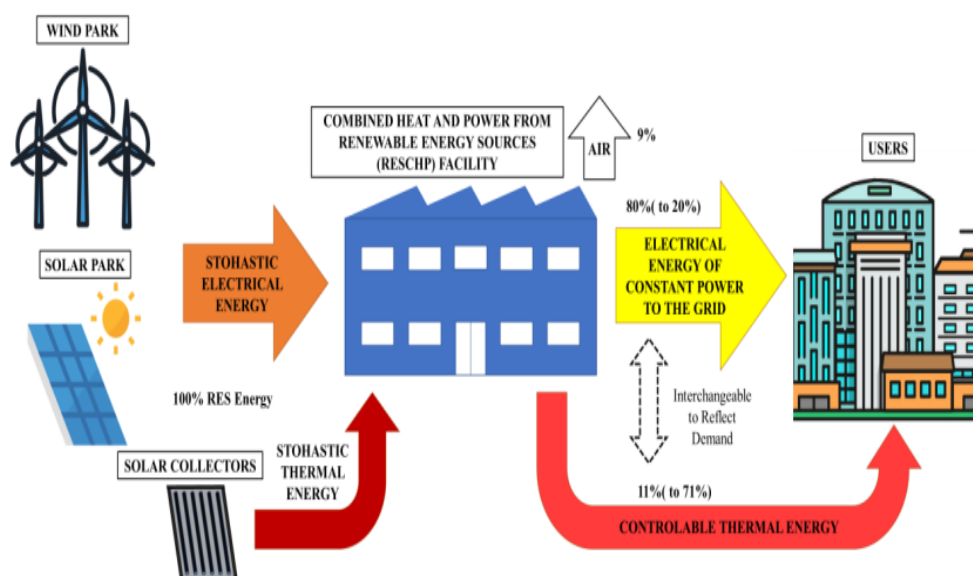 WIND PARK
COMBINED HEAT AND POWER FROM
RENEWABLE ENERGY SOURCES
(RESCHP) FACILITY
AIR
9%
USERS
80%( to 20%)
SOLAR PARK
STOHASTIC
ELECTRICAL
ENERGY
ELECTRICAL
ENERGY OF
CONSTANT POWER
TO THE GRID
100% RES Energy
Interchangeable
to Reflect
Demand
SOLAR COLLECTORS
STOHASTIC
THERMAL
ENERGY
11%( to 71%)
CONTROLABLE THERMAL ENERGY